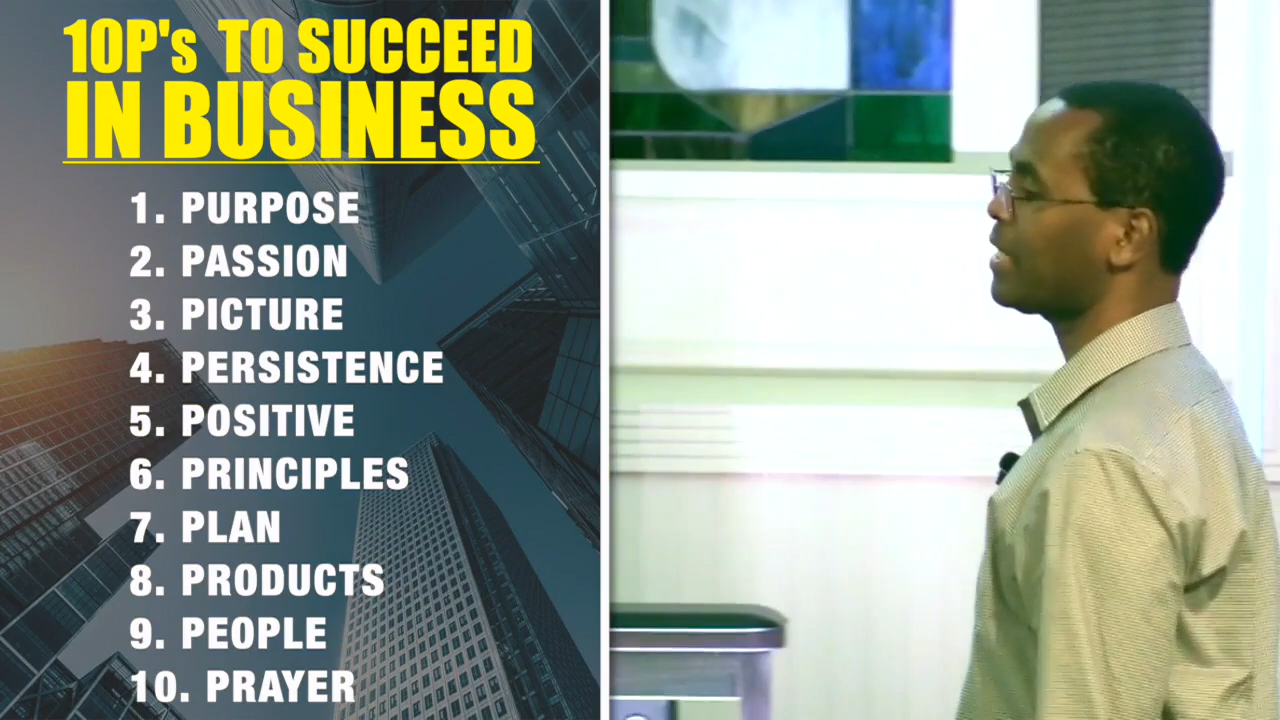 10P's TO SUCCEED
IN BUSINESS
1. PURPOSE
2. PASSION
3. PICTURE
4. PERSISTENCE
5. POSITIVE
6. PRINCIPLES
7. PLAN
8. PRODUCTS
9. PEOPLE
10. PRAYER